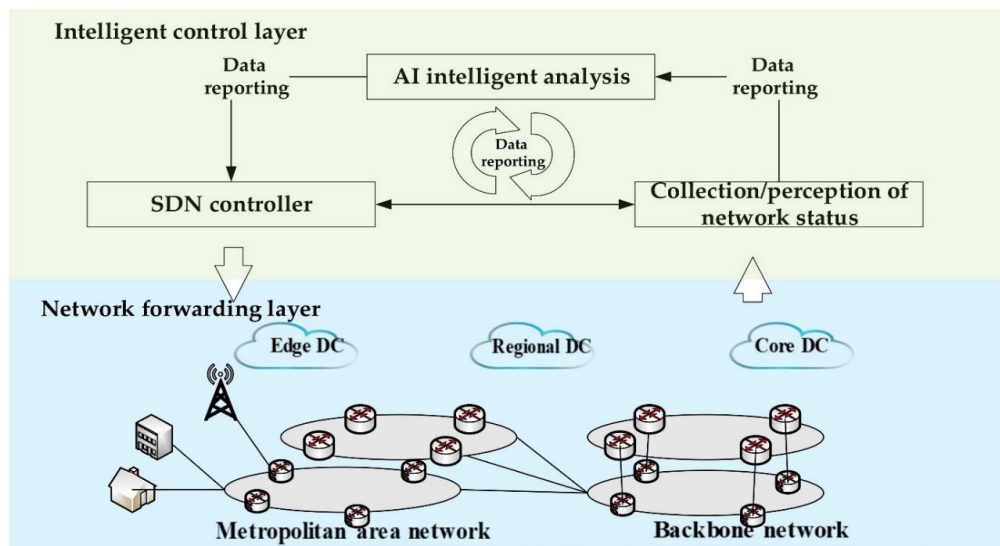 Intelligent control layer
Data
reporting
AI intelligent analysis
Data
reporting
Data
reporting
SDN controller
Collection/perception of
network status
Network forwarding layer
Edge DC
Regional DC
Core DC
Metropolitan area network
Backbone network